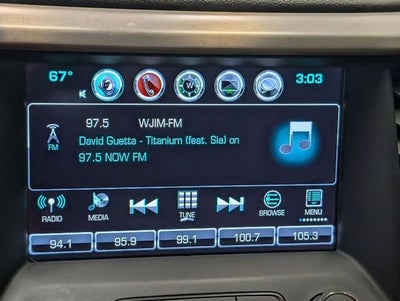 67° 3:03
W
97.5 WJIM-FM
David Guetta - Titanium (feat. Sia) on
97.5 NOW FM
FM
RADIO MEDIA TUNE BROWSE MENU
94.1 95.9 99.1 100.7 105.3